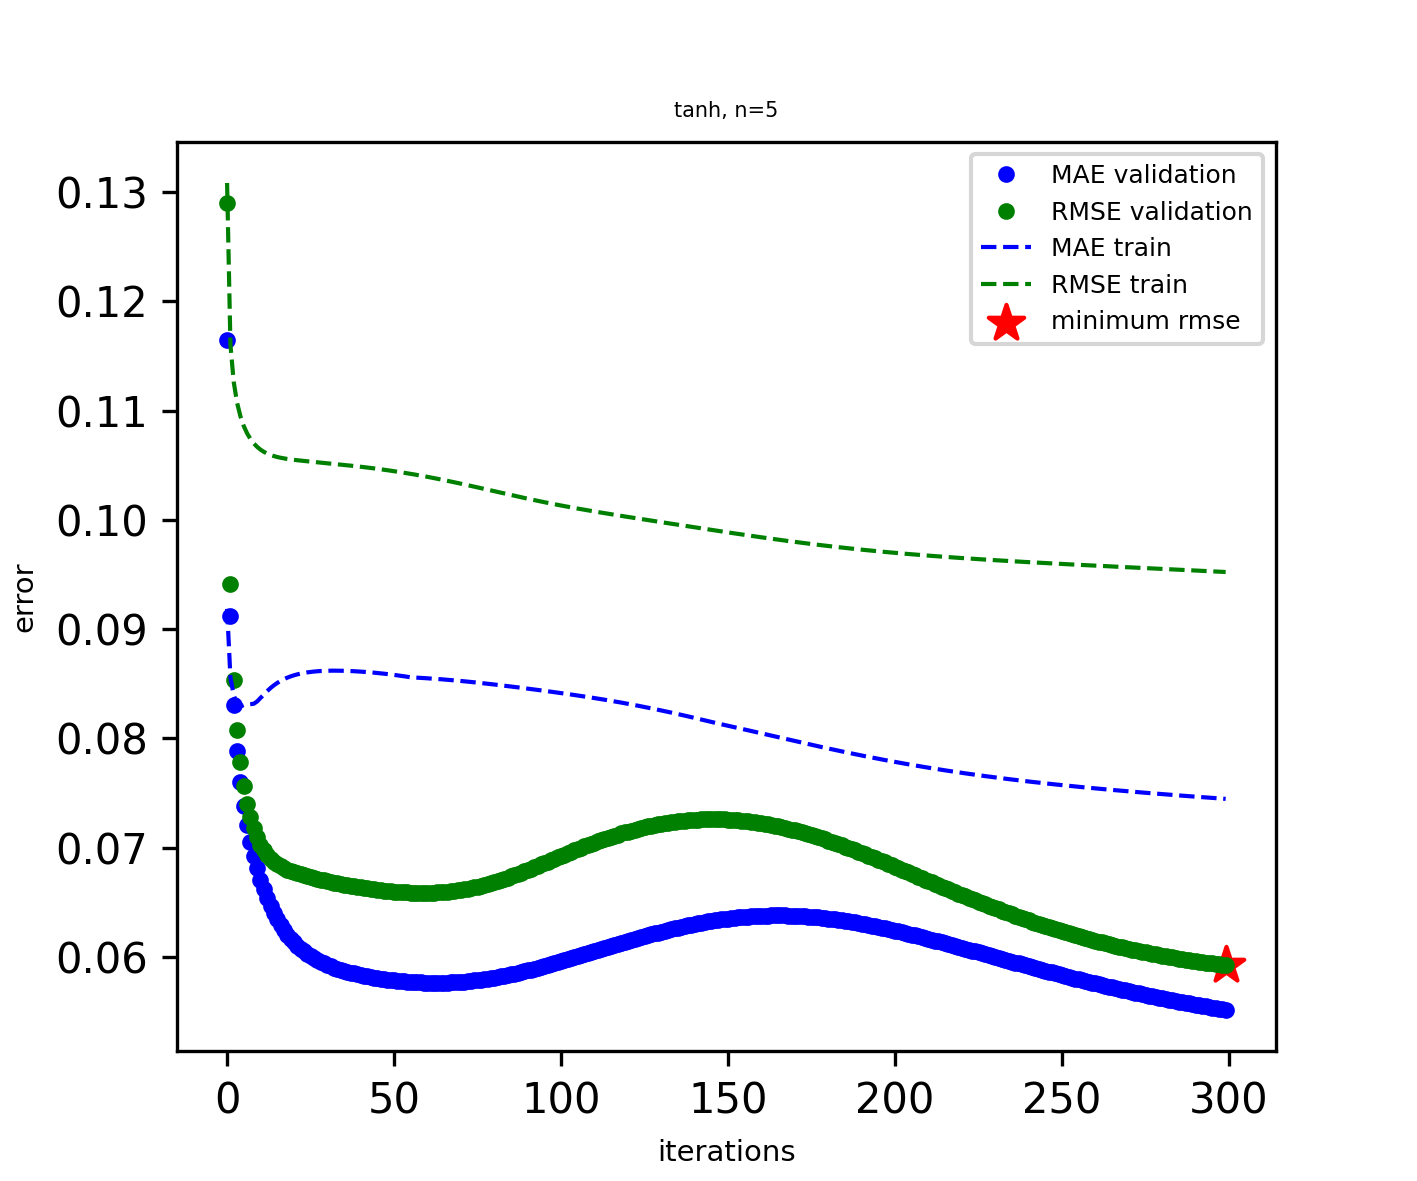 tanh, n=5
MAE validation
RMSE validation
MAE train
RMSE train
minimum rmse
error
0.13
0.12
0.11
0.10
0.09
0.08
0.07
0.06
0 50 100 150 200 250 300
iterations